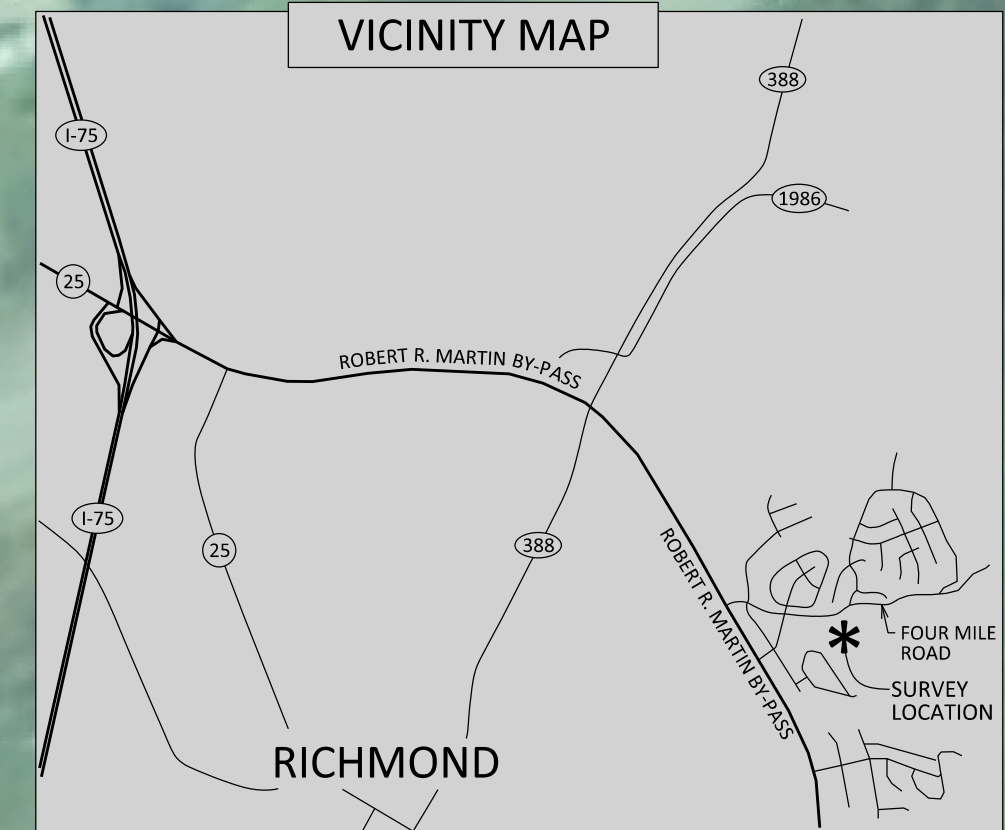 VICINITY MAP
388
I-75
1986
25
ROBERT R. MARTIN BY-PASS
I-75
25
388
ROBERT R. MARTIN BY-PASS
*
FOUR MILE
ROAD
SURVEY
LOCATION
RICHMOND